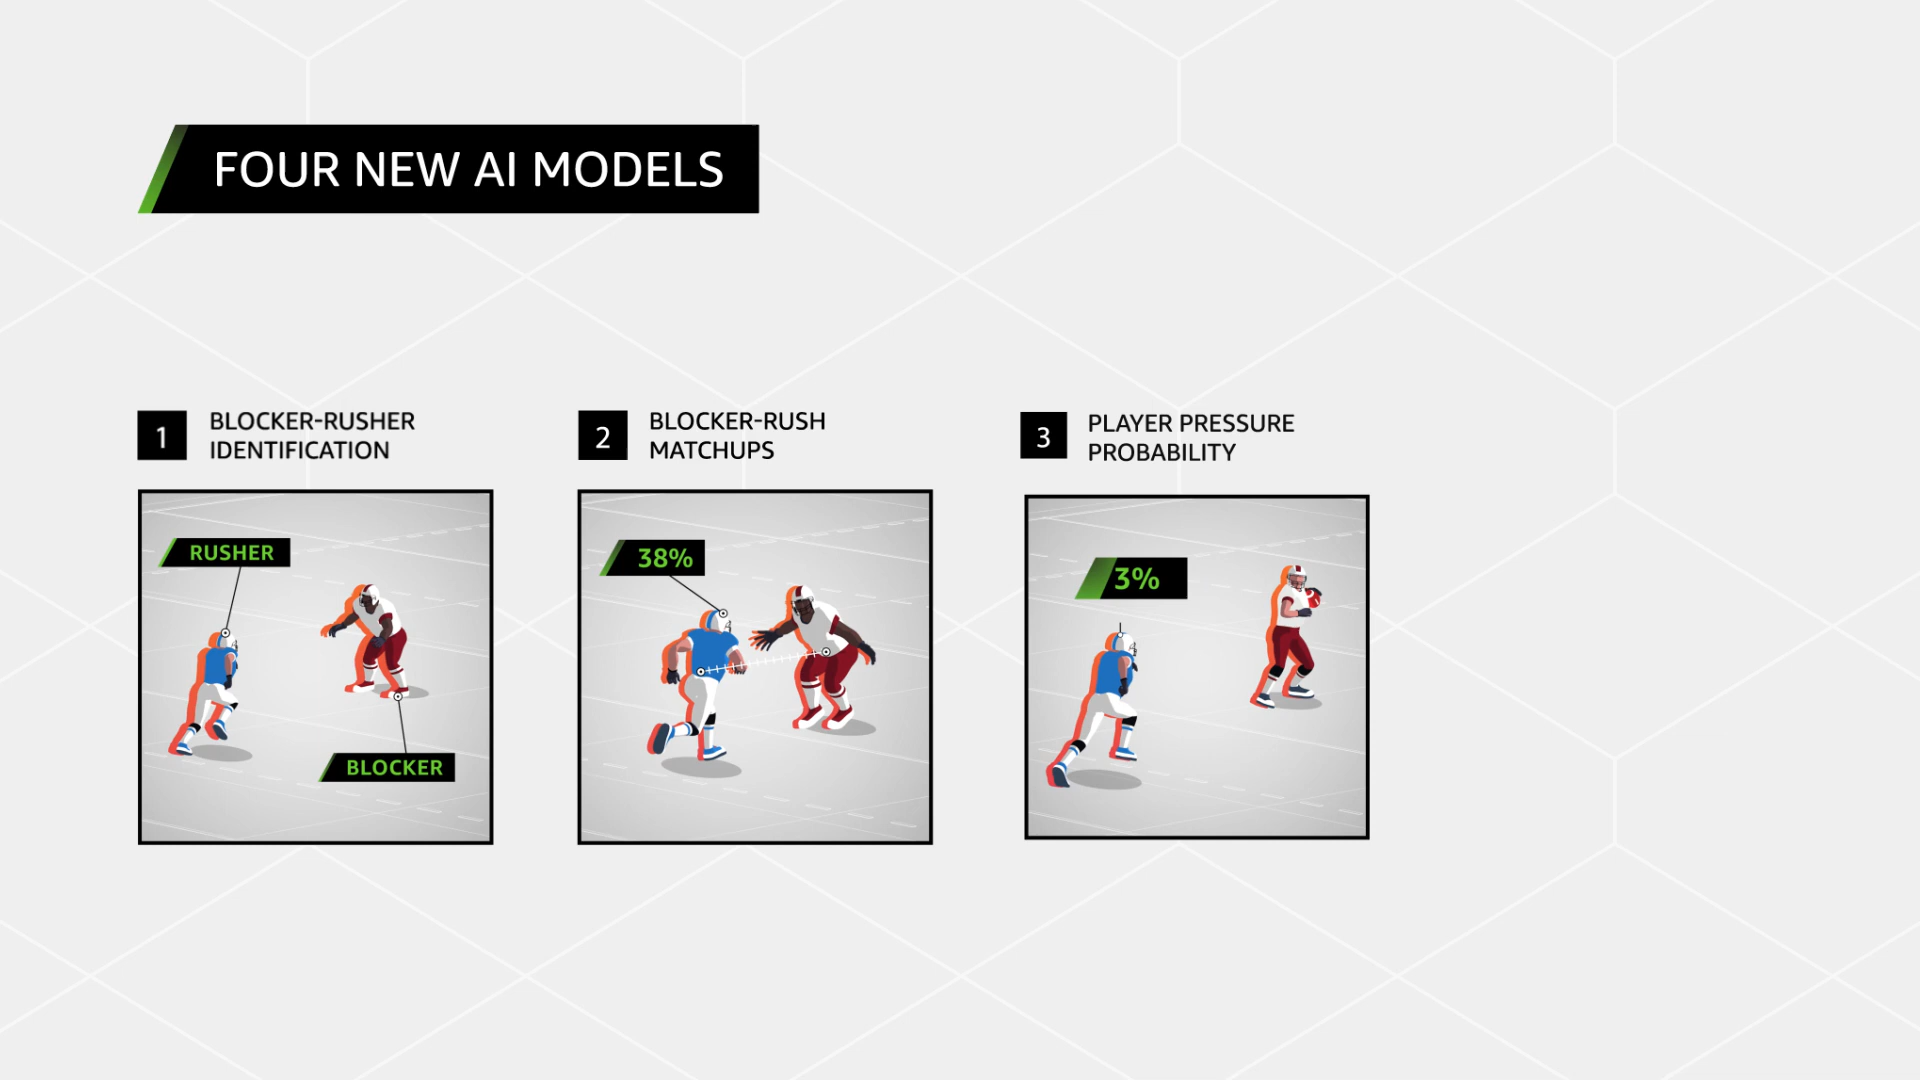 FOUR NEW AI MODELS
1
BLOCKER-RUSHER
IDENTIFICATION
RUSHER
BLOCKER
2
BLOCKER-RUSH
MATCHUPS
38%
3
PLAYER PRESSURE
PROBABILITY
3%